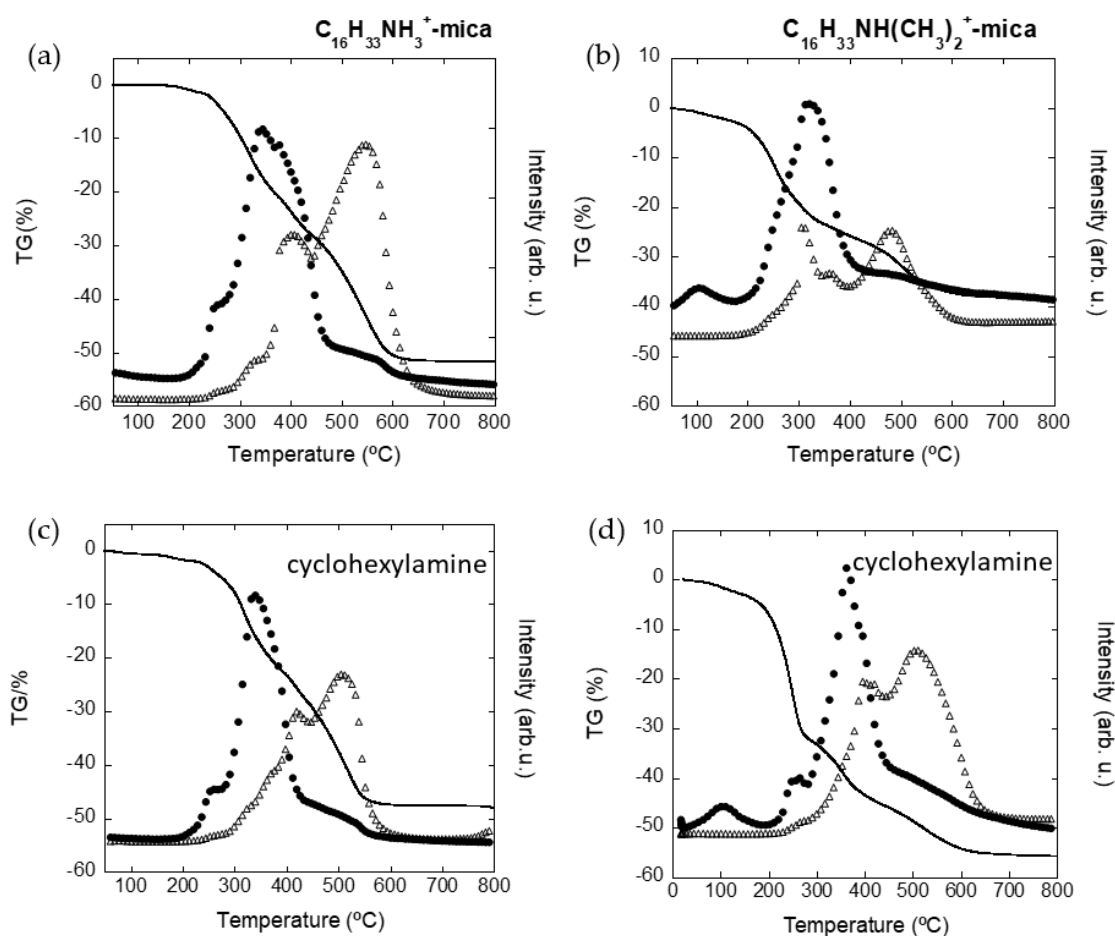 C₁₆H₃₃NH₃⁺-mica
(a)
0
-10
-20
-30
-40
-50
-60
TG(%)
Intensity (arb. u.)
100 200 300 400 500 600 700 800
Temperature (ºC)
C₁₆H₃₃NH(CH₃)₂⁺-mica
(b)
10
0
-10
-20
-30
-40
-50
-60
TG (%)
Intensity (arb. u.)
100 200 300 400 500 600 700 800
Temperature (ºC)
(c)
cyclohexylamine
0
-10
-20
-30
-40
-50
-60
TG/%
Intensity (arb.u.)
100 200 300 400 500 600 700 800
Temperature (ºC)
(d)
cyclohexylamine
10
0
-10
-20
-30
-40
-50
-60
TG (%)
Intensity (arb. u.)
0 100 200 300 400 500 600 700 800
Temperature (ºC)